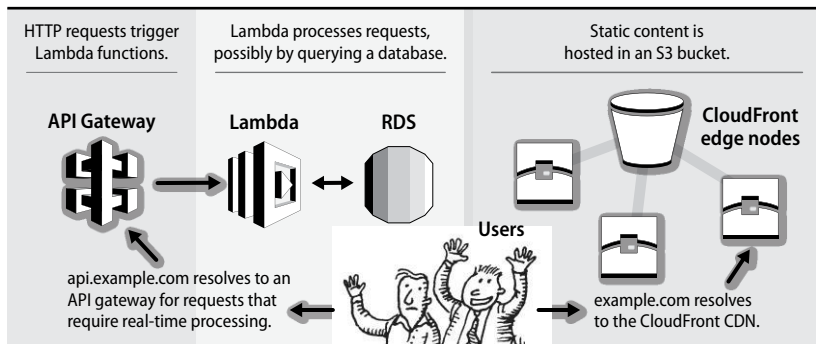 HTTP requests trigger
Lambda functions.
Lambda processes requests,
possibly by querying a database.
Static content is
hosted in an S3 bucket.
API Gateway
Lambda
RDS
CloudFront
edge nodes
Users
api.example.com resolves to an
API gateway for requests that
require real-time processing.
example.com resolves
to the CloudFront CDN.